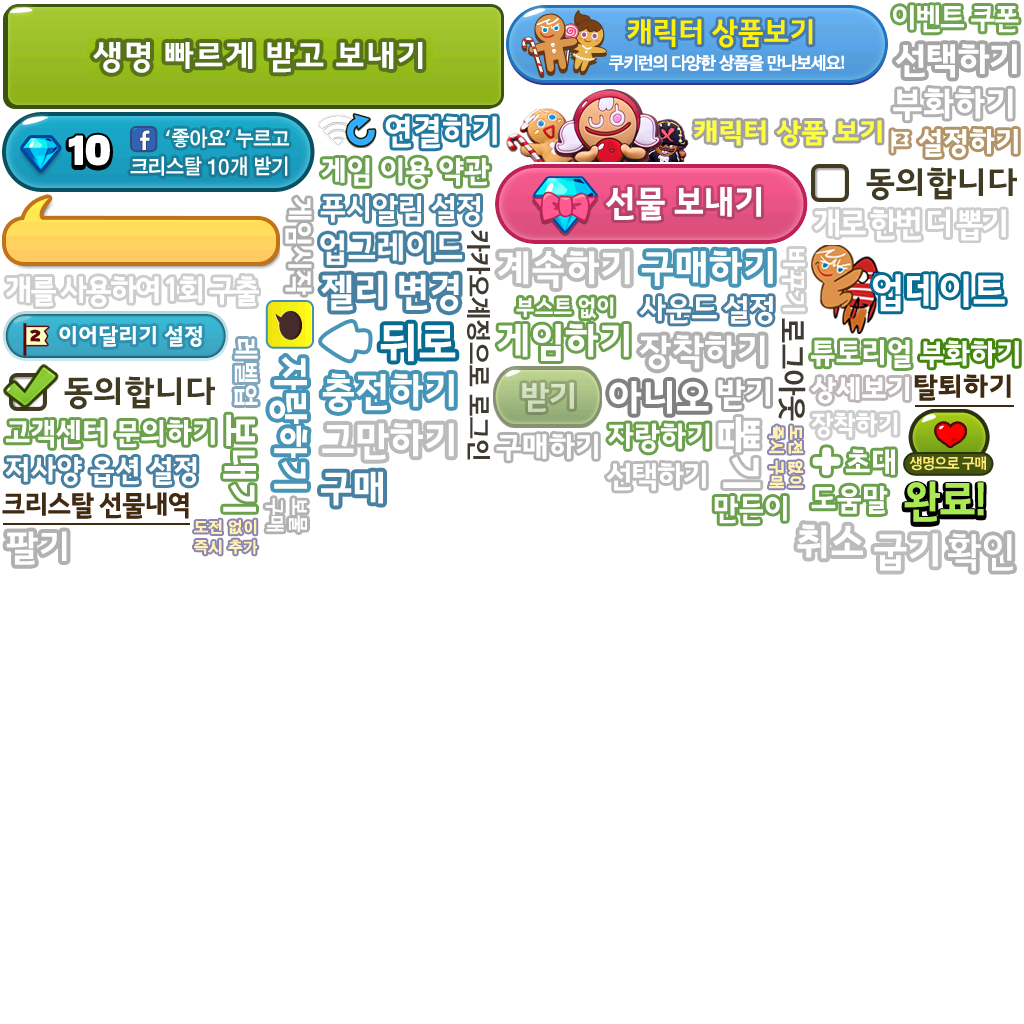 생명 빠르게 받고 보내기
캐릭터 상품보기
쿠키런의 다양한 상품을 만나보세요!
이벤트 쿠폰
선택하기
부화하기
설정하기
10
f
‘좋아요’ 누르고
크리스탈 10개 받기
연결하기
게임 이용 약관
캐릭터 상품 보기
선물 보내기
동의합니다
개로 한번 더 뽑기
게임시작
푸시알림 설정
업그레이드
젤리 변경
카카오계정으로 로그인
계속하기
구매하기
바꾸기
업데이트
개를 사용하여 1회 구출
2
이어달리기 설정
레벨업
뒤로
부스트 없이
게임하기
사운드 설정
장착하기
로그아웃
튜토리얼
부화하기
동의합니다
자랑하기
충전하기
받기
아니오
받기
상세보기
탈퇴하기
고객센터 문의하기
보내기
그만하기
구매하기
자랑하기
뽑기
도전 없이
즉시 구매
장착하기
생명으로 구매
저사양 옵션 설정
구매
선택하기
초대
크리스탈 선물내역
보물
구매
만든이
도움말
완료!
도전 없이
즉시 추가
팔기
취소
굽기
확인